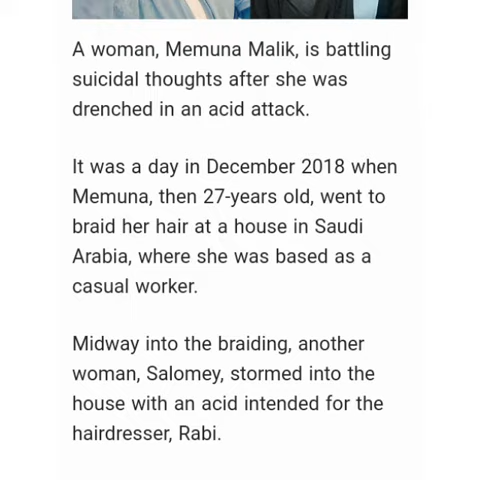 A woman, Memuna Malik, is battling
suicidal thoughts after she was
drenched in an acid attack.
It was a day in December 2018 when
Memuna, then 27-years old, went to
braid her hair at a house in Saudi
Arabia, where she was based as a
casual worker.
Midway into the braiding, another
woman, Salomey, stormed into the
house with an acid intended for the
hairdresser, Rabi.